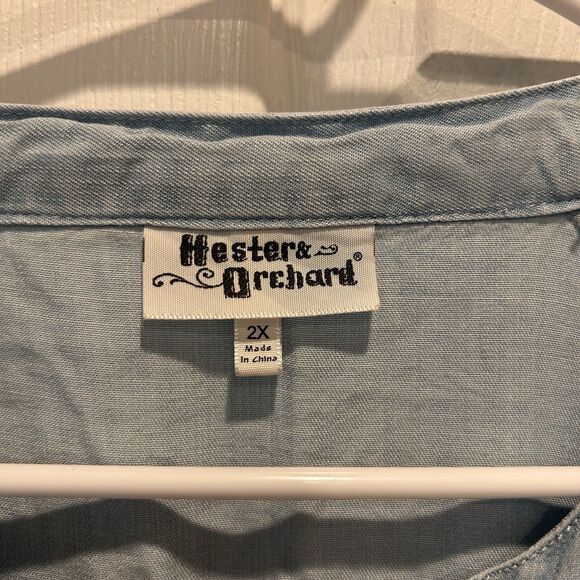 Hester&
Orchard®
2X
Made
In China